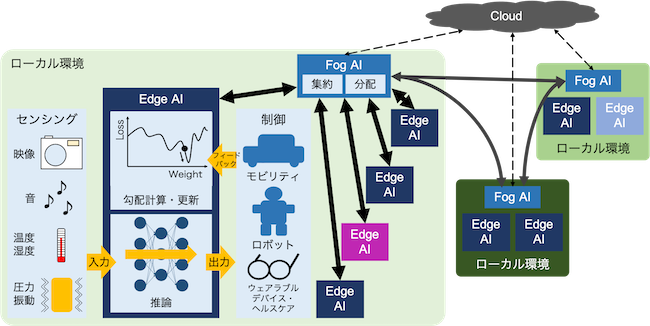 Cloud
ローカル環境
Fog AI
集約
分配
Fog AI
Edge
AI
Edge
AI
ローカル環境
センシング
映像
音
温度
湿度
圧力
振動
入力
Edge AI
Loss
Weight
勾配計算・更新
推論
フィード
バック
出力
制御
モビリティ
ロボット
ウェアラブル
デバイス・
ヘルスケア
Edge
AI
Edge
AI
Edge
AI
Edge
AI
Fog AI
Edge
AI
Edge
AI
ローカル環境